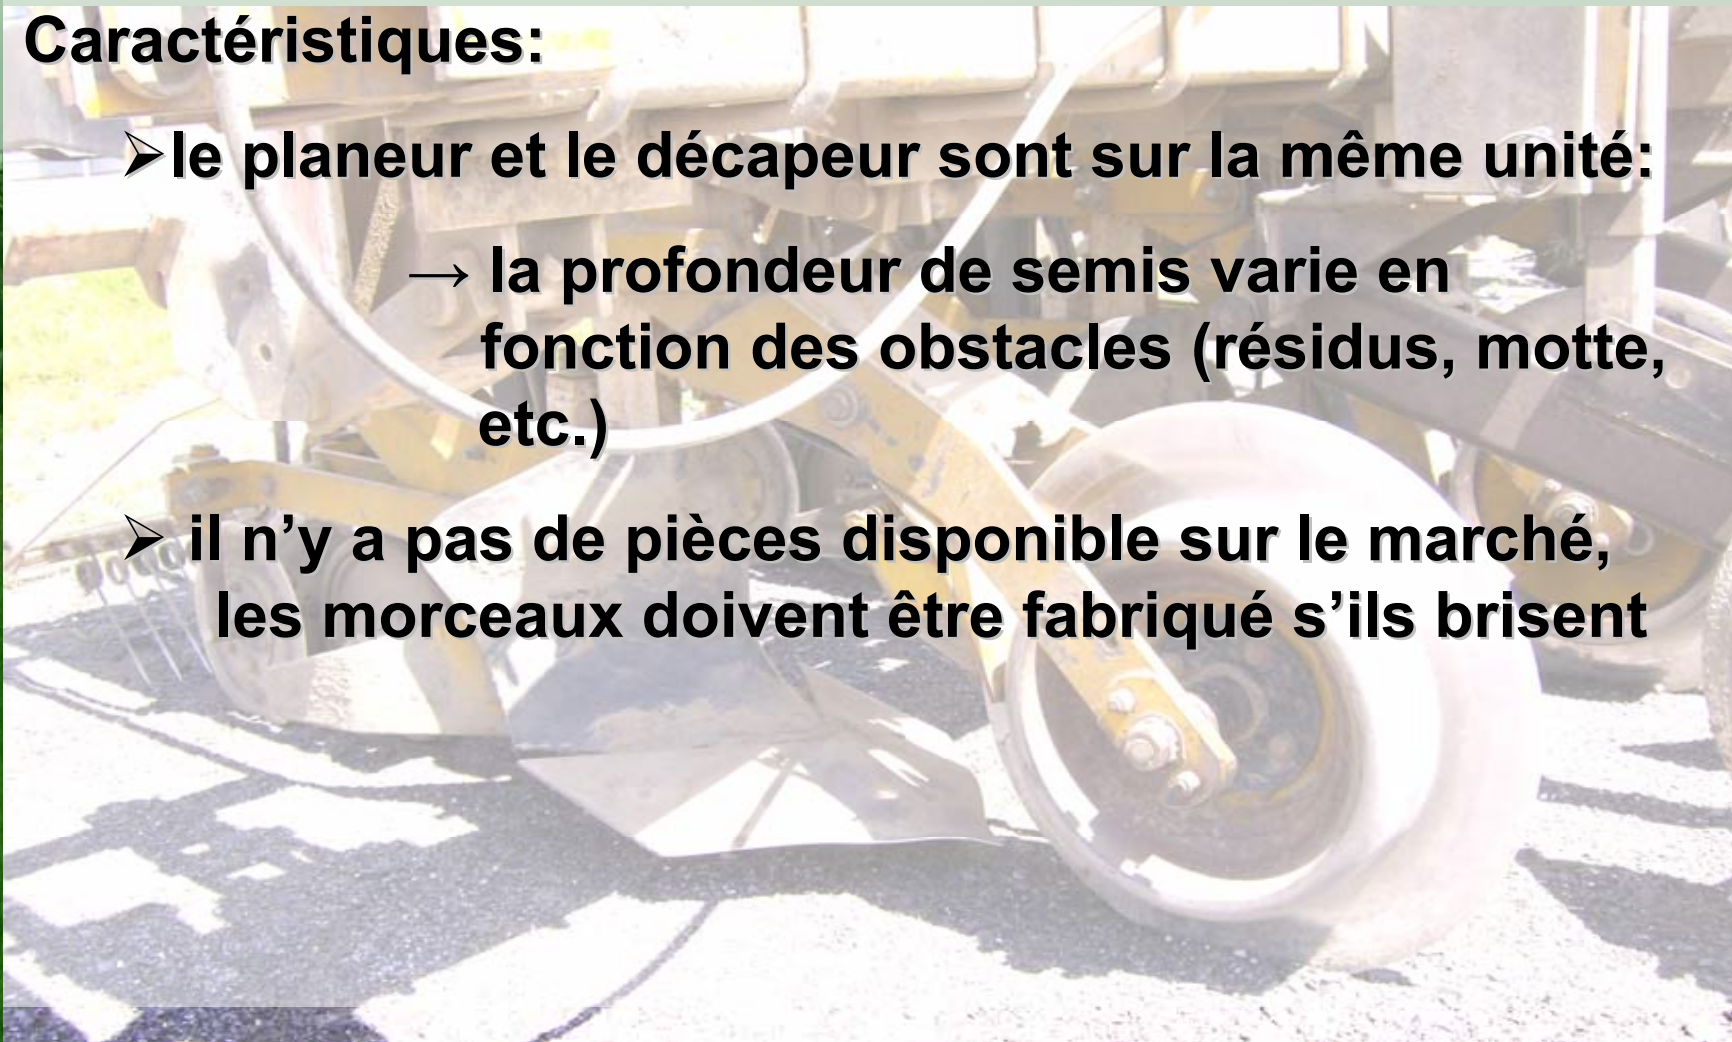 Caractéristiques:
➢le planeur et le décapeur sont sur la même unité:
→ la profondeur de semis varie en
fonction des obstacles (résidus, motte,
etc.)
➢ il n’y a pas de pièces disponible sur le marché,
les morceaux doivent être fabriqué s’ils brisent